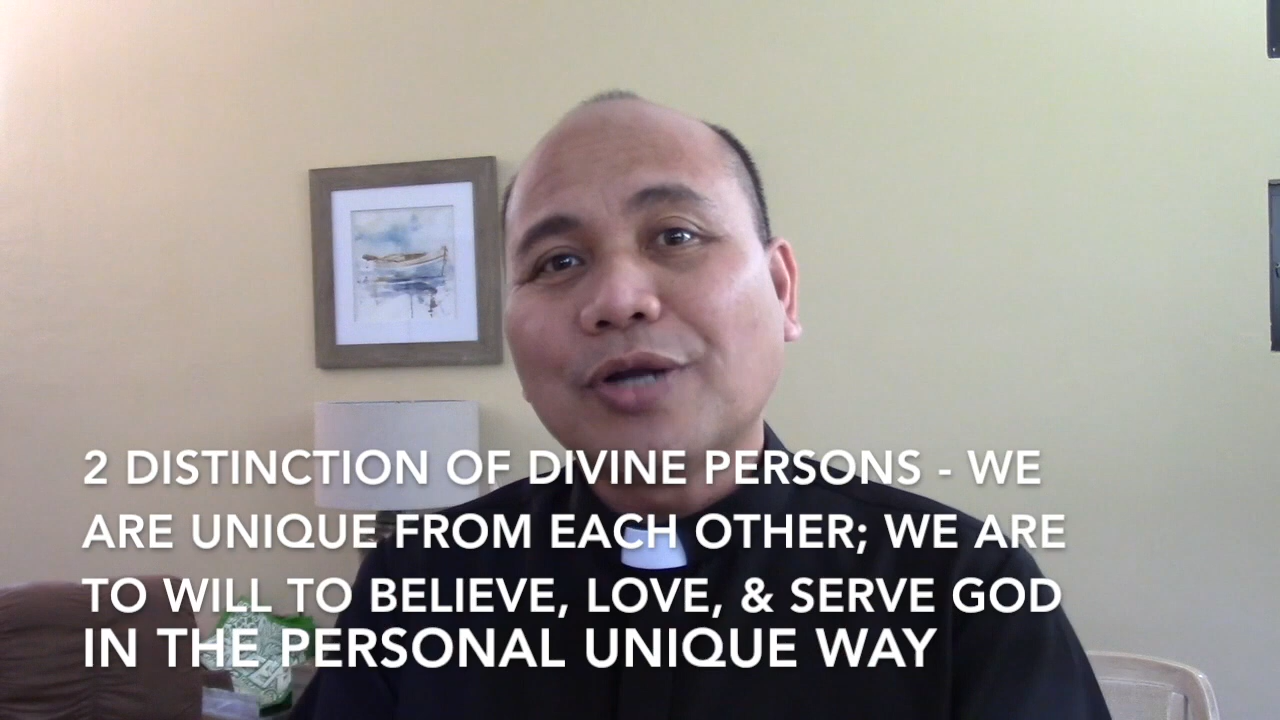 2 DISTINCTION OF DIVINE PERSONS - WE
ARE UNIQUE FROM EACH OTHER; WE ARE
TO WILL TO BELIEVE, LOVE, & SERVE GOD
IN THE PERSONAL UNIQUE WAY